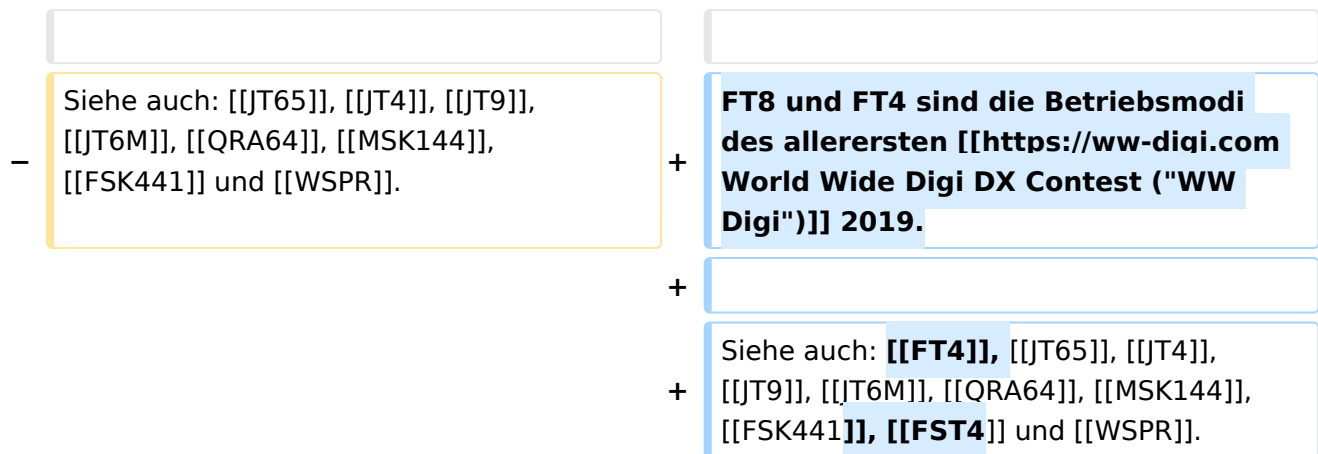 − Siehe auch: [[JT65]], [[JT4]], [[JT9]],
[[JT6M]], [[QRA64]], [[MSK144]],
[[FSK441]] und [[WSPR]].
+ FT8 und FT4 sind die Betriebsmodi
des allerersten [[https://ww-digi.com
World Wide Digi DX Contest ("WW
Digi")]] 2019.
+
+ Siehe auch: [[FT4]], [[JT65]], [[JT4]],
[[JT9]], [[JT6M]], [[QRA64]], [[MSK144]],
[[FSK441]], [[FST4]] und [[WSPR]].